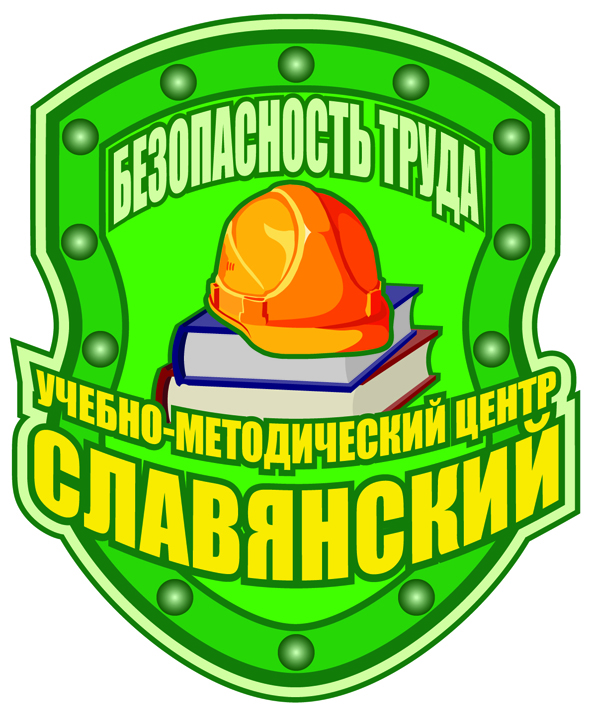 БЕЗОПАСНОСТЬ ТРУДА
УЧЕБНО-МЕТОДИЧЕСКИЙ ЦЕНТР
СЛАВЯНСКИЙ